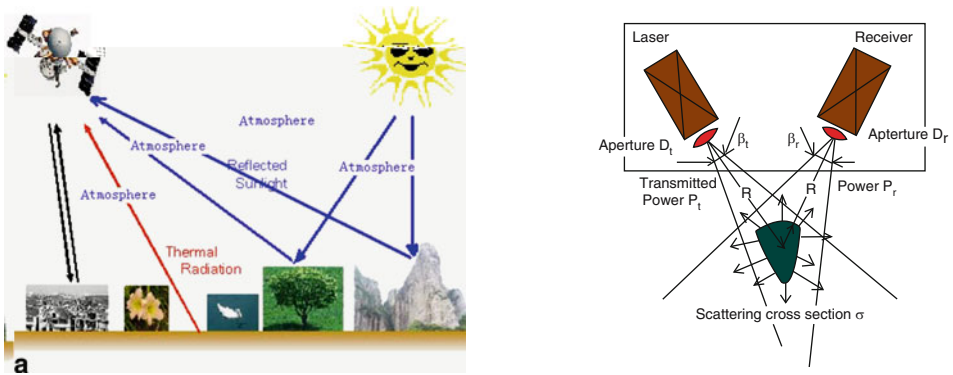 Atmosphere
Atmosphere
Reflected
Sunlight
Atmosphere
Atmosphere
Thermal
Radiation
a
Laser
Receiver
Aperture Dt
βt
βr
Apterture Dr
Transmitted
Power Pt
R
R
Power Pr
Scattering cross section σ